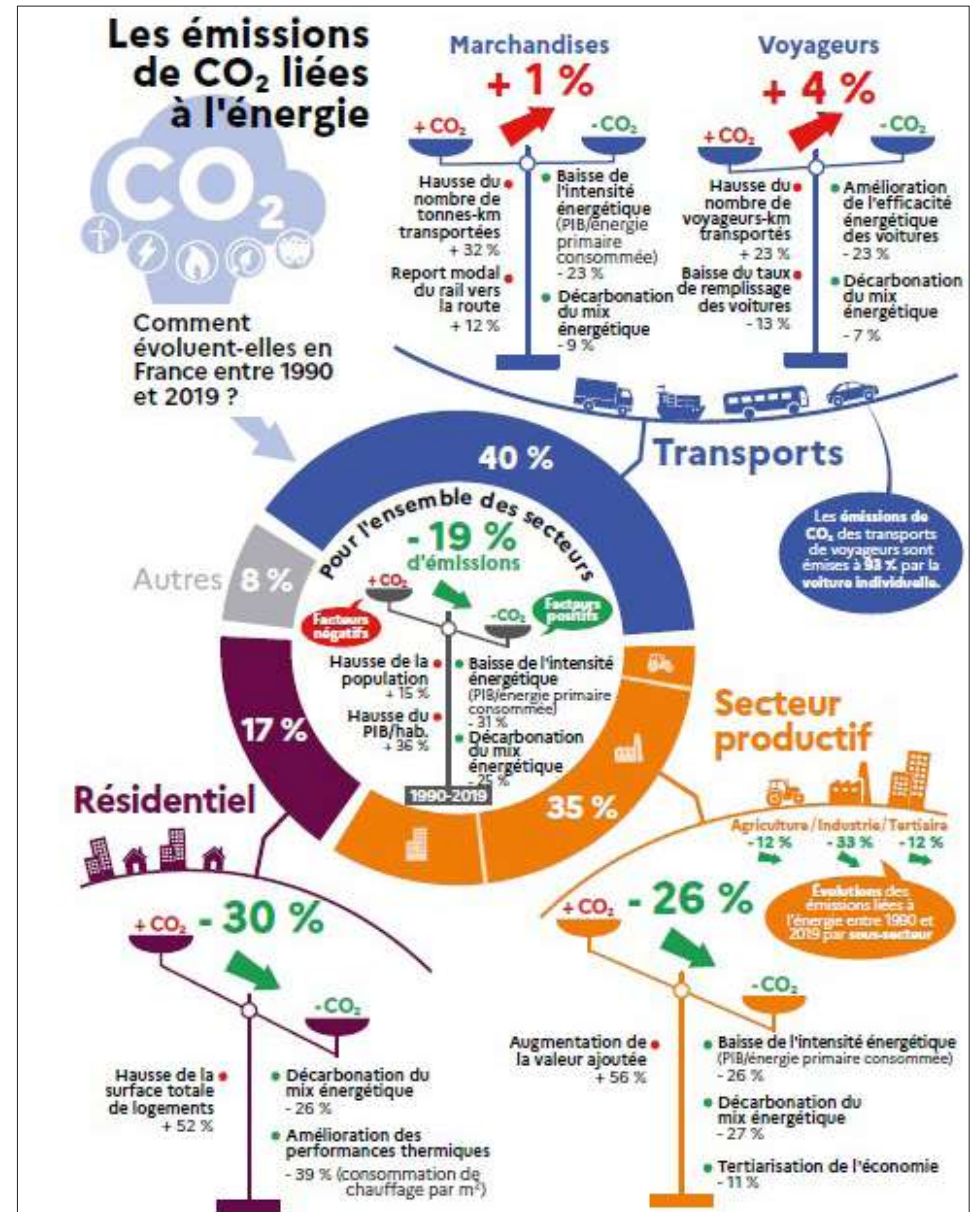 Les émissions
de CO₂ liées
à l'énergie
CO₂
Comment
évoluent-elles en
France entre 1990
et 2019 ?
Marchandises
+ 1 %
+ CO₂
- CO₂
Hausse du
nombre de
tonnes-km
transportées
+ 32 %
Report modal
du rail vers
la route
+ 12 %
Baisse de
l'intensité
énergétique
(PIB/énergie
primaire
consommée)
- 23 %
Décarbonation
du mix
énergétique
- 9 %
Voyageurs
+ 4 %
+ CO₂
- CO₂
Hausse du
nombre de
voyageurs-km
transportés
+ 23 %
Baisse du taux
de remplissage
des voitures
- 13 %
Amélioration
de l'efficacité
énergétique
des voitures
- 23 %
Décarbonation
du mix
énergétique
- 7 %
Transports
40 %
Les émissions de
CO₂ des transports
de voyageurs sont
émises à 93 % par la
voiture individuelle.
Pour l'ensemble des secteurs
- 19 %
d'émissions
+ CO₂
- CO₂
Facteurs
négatifs
Facteurs
positifs
Hausse de la
population
+ 15 %
Hausse du
PIB/hab.
+ 36 %
Baisse de l'intensité
énergétique
(PIB/énergie primaire
consommée)
- 31 %
Décarbonation
du mix
énergétique
- 25 %
1990-2019
Autres
8 %
17 %
35 %
Résidentiel
- 30 %
+ CO₂
- CO₂
Hausse de la
surface totale
de logements
+ 52 %
Décarbonation du
mix énergétique
- 26 %
Amélioration des
performances thermiques
- 39 % (consommation de
chauffage par m²)
Secteur
productif
Agriculture / Industrie / Tertiaire
- 12 % - 33 % - 12 %
Évolutions des
émissions liées à
l'énergie entre 1990 et
2019 par sous-secteur
- 26 %
+ CO₂
- CO₂
Augmentation de
la valeur ajoutée
+ 56 %
Baisse de l'intensité énergétique
(PIB/énergie primaire consommée)
- 26 %
Décarbonation du
mix énergétique
- 27 %
Tertiarisation de l'économie
- 11 %